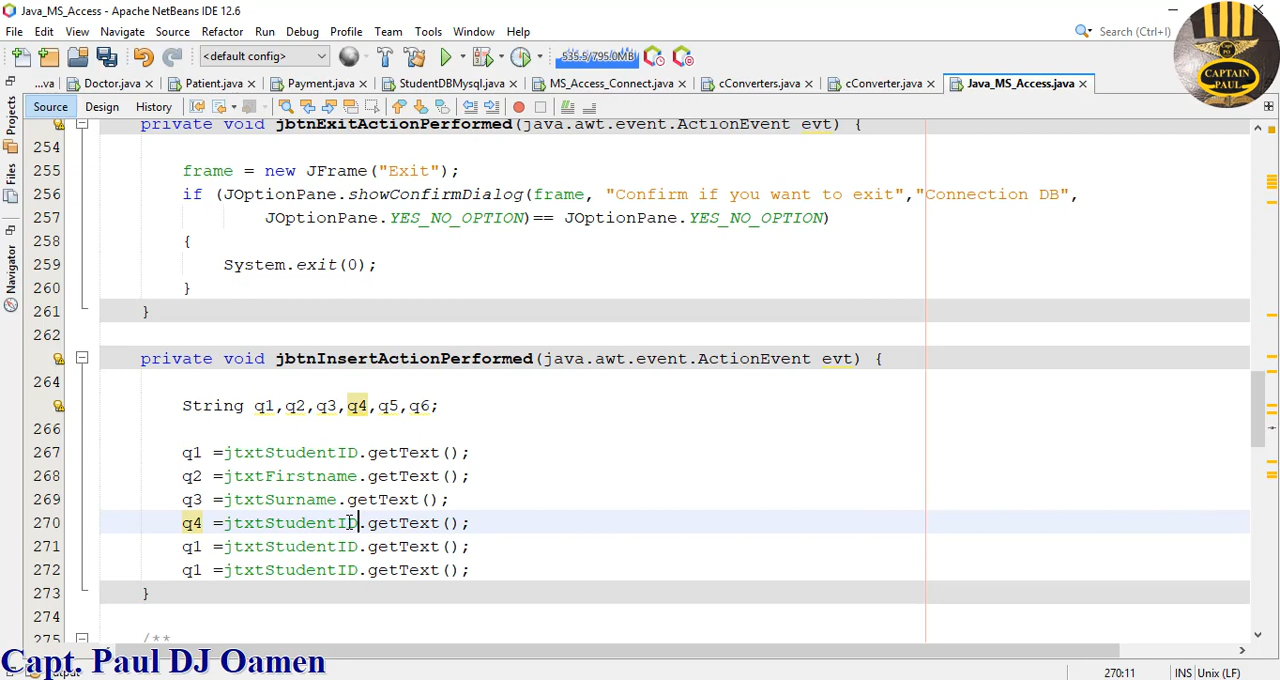 Java_MS_Access - Apache NetBeans IDE 12.6
File Edit View Navigate Source Refactor Run Debug Profile Team Tools Window Help
Search (Ctrl+I)
<default config>
535.5/795.0MB
...va Doctor.java Patient.java Payment.java StudentDBMysql.java MS_Access_Connect.java cConverters.java cConverter.java Java_MS_Access.java
CAPTAIN
PAUL
Source Design History
Projects
Files
Navigator
private void jbtnExitActionPerformed(java.awt.event.ActionEvent evt) {
254
255 frame = new JFrame("Exit");
256 if (JOptionPane.showConfirmDialog(frame, "Confirm if you want to exit","Connection DB",
257 JOptionPane.YES_NO_OPTION)== JOptionPane.YES_NO_OPTION)
258 {
259 System.exit(0);
260 }
261 }
262
private void jbtnInsertActionPerformed(java.awt.event.ActionEvent evt) {
264
String q1,q2,q3,q4,q5,q6;
266
267 q1 =jtxtStudentID.getText();
268 q2 =jtxtFirstname.getText();
269 q3 =jtxtSurname.getText();
270 q4 =jtxtStudentID.getText();
271 q1 =jtxtStudentID.getText();
272 q1 =jtxtStudentID.getText();
273 }
274
275 /**
Capt. Paul DJ Oamen
270:11 INS Unix (LF)